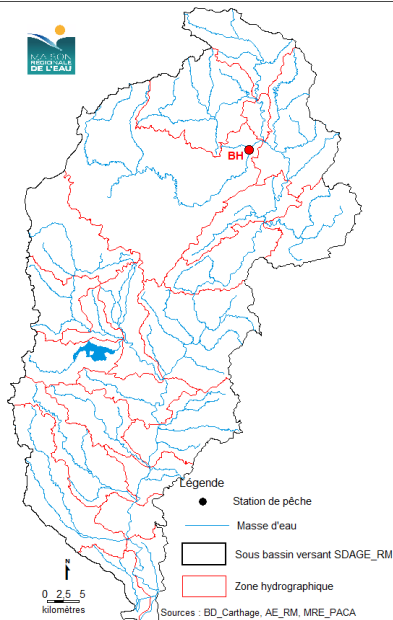 MAISON
RÉGIONALE
DE L'EAU
BH
Légende
Station de pêche
Masse d'eau
Sous bassin versant SDAGE_RM
Zone hydrographique
N
0 2,5 5
kilomètres
Sources : BD_Carthage, AE_RM, MRE_PACA